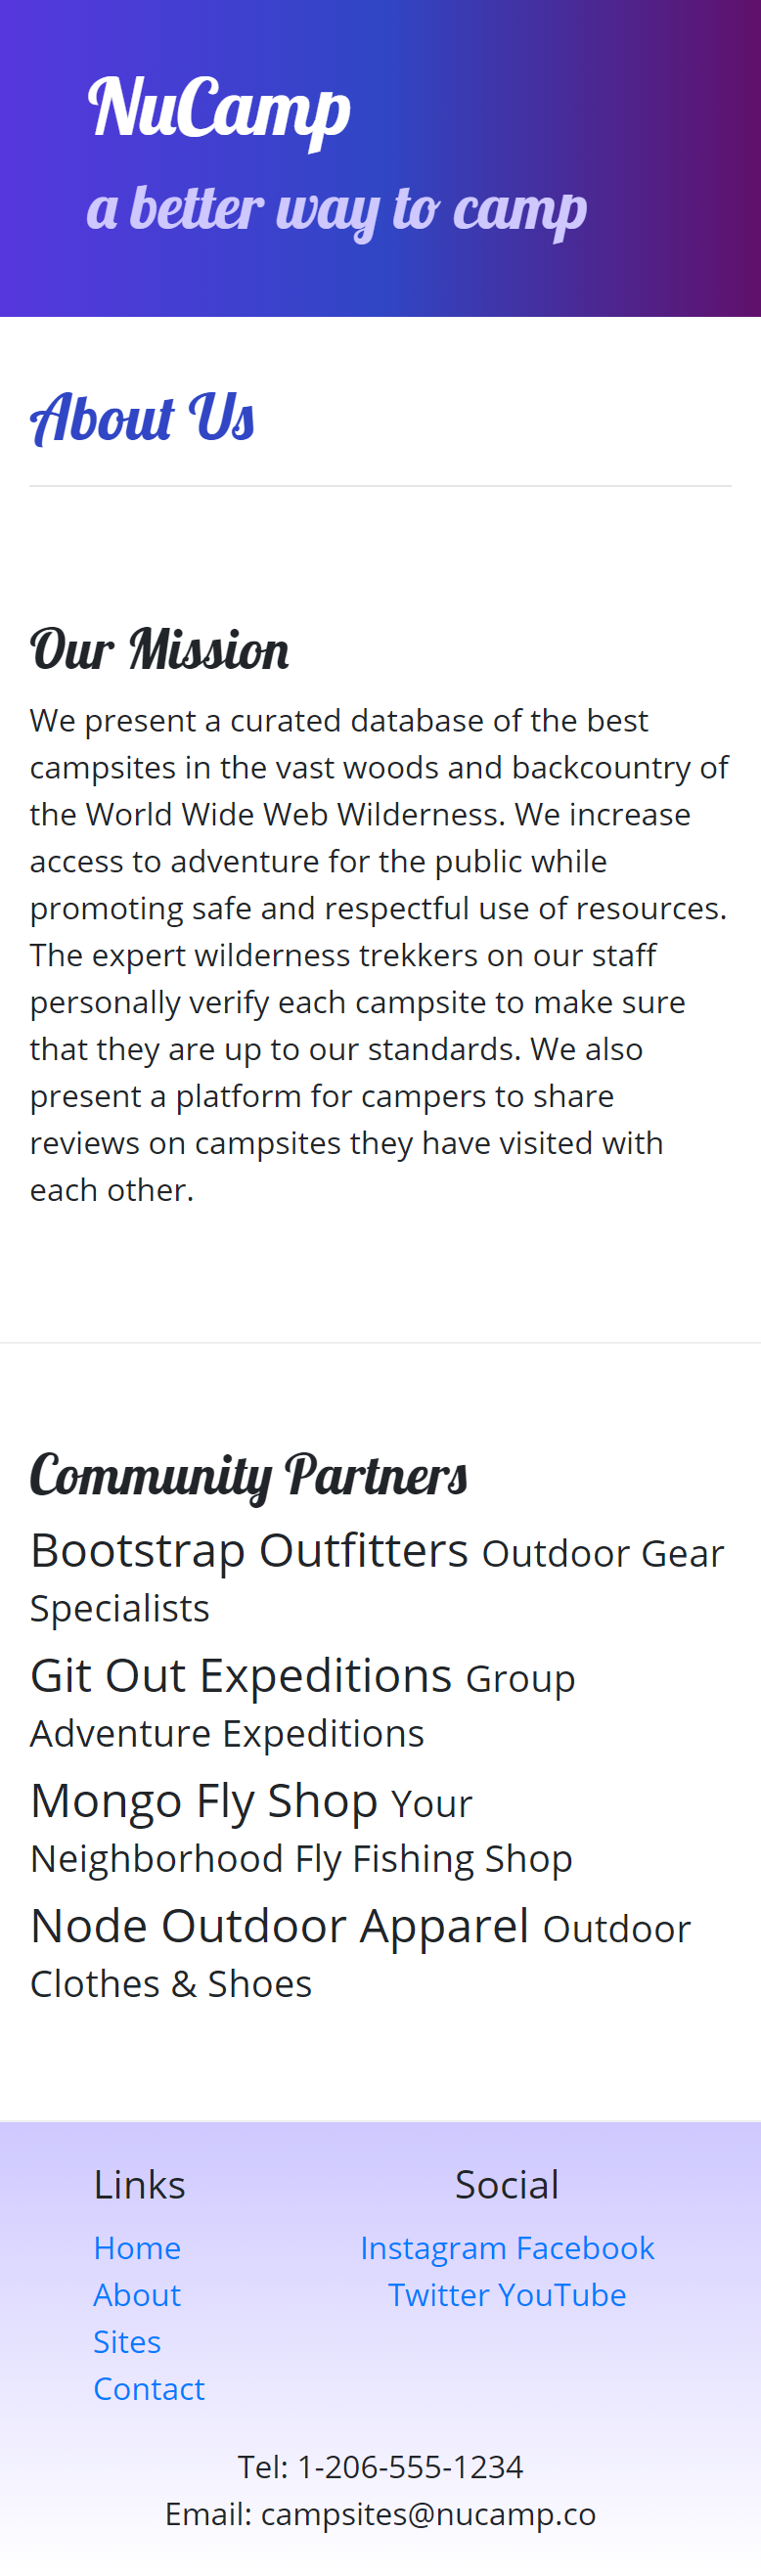 NuCamp
a better way to camp
About Us
Our Mission
We present a curated database of the best
campsites in the vast woods and backcountry of
the World Wide Web Wilderness. We increase
access to adventure for the public while
promoting safe and respectful use of resources.
The expert wilderness trekkers on our staff
personally verify each campsite to make sure
that they are up to our standards. We also
present a platform for campers to share
reviews on campsites they have visited with
each other.
Community Partners
Bootstrap Outfitters Outdoor Gear
Specialists
Git Out Expeditions Group
Adventure Expeditions
Mongo Fly Shop Your
Neighborhood Fly Fishing Shop
Node Outdoor Apparel Outdoor
Clothes & Shoes
Links
Home
About
Sites
Contact
Social
Instagram Facebook
Twitter YouTube
Tel: 1-206-555-1234
Email: campsites@nucamp.co